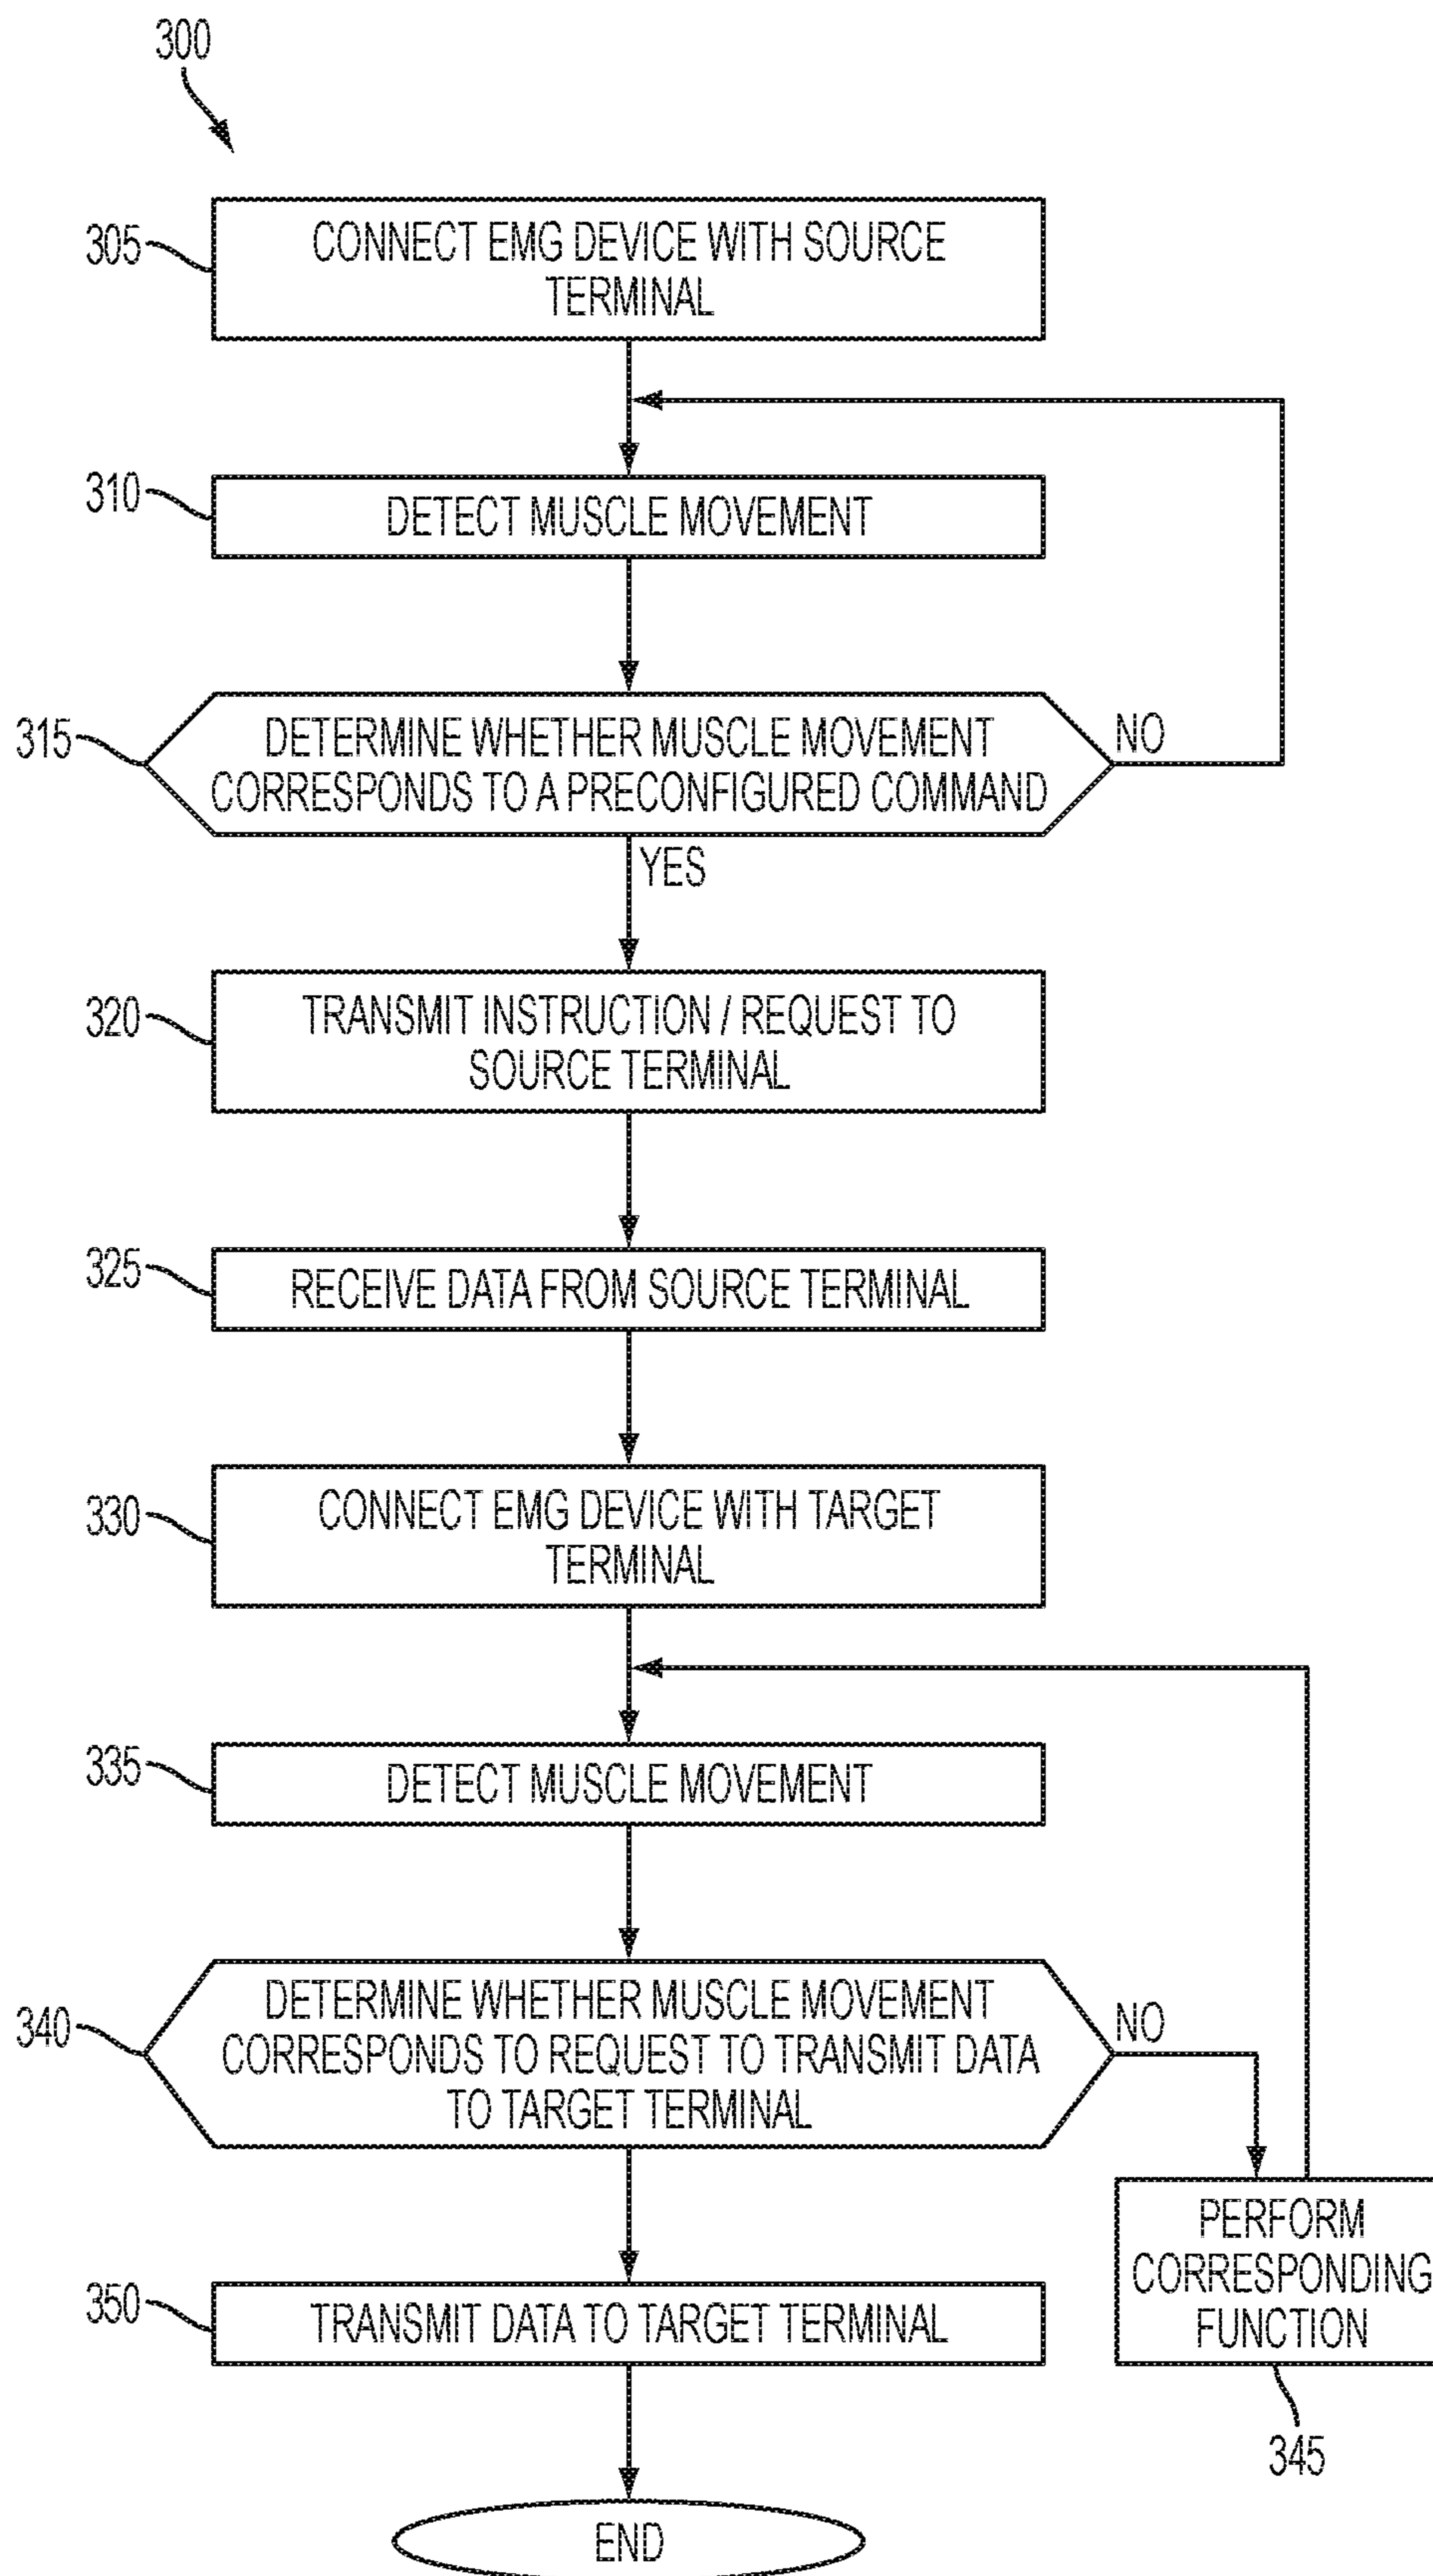 300
305
CONNECT EMG DEVICE WITH SOURCE
TERMINAL
310
DETECT MUSCLE MOVEMENT
315
DETERMINE WHETHER MUSCLE MOVEMENT
CORRESPONDS TO A PRECONFIGURED COMMAND
NO
YES
320
TRANSMIT INSTRUCTION / REQUEST TO
SOURCE TERMINAL
325
RECEIVE DATA FROM SOURCE TERMINAL
330
CONNECT EMG DEVICE WITH TARGET
TERMINAL
335
DETECT MUSCLE MOVEMENT
340
DETERMINE WHETHER MUSCLE MOVEMENT
CORRESPONDS TO REQUEST TO TRANSMIT DATA
TO TARGET TERMINAL
NO
PERFORM
CORRESPONDING
FUNCTION
345
350
TRANSMIT DATA TO TARGET TERMINAL
END